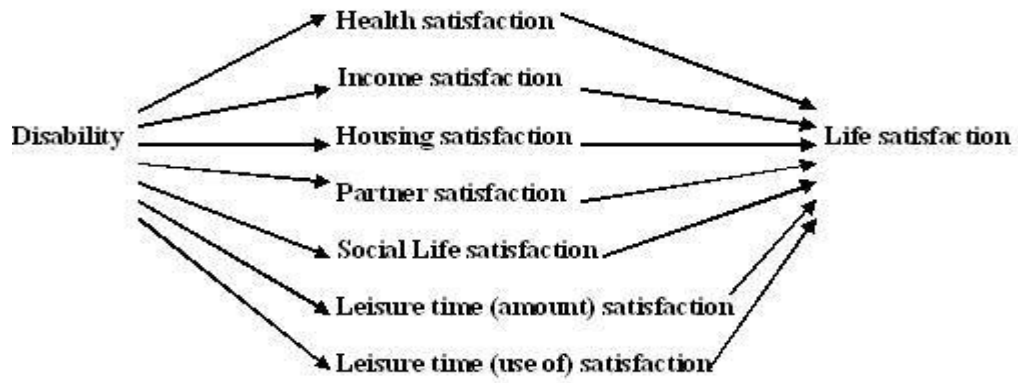 Health satisfaction
Income satisfaction
Disability
Housing satisfaction
Life satisfaction
Partner satisfaction
Social Life satisfaction
Leisure time (amount) satisfaction
Leisure time (use of) satisfaction